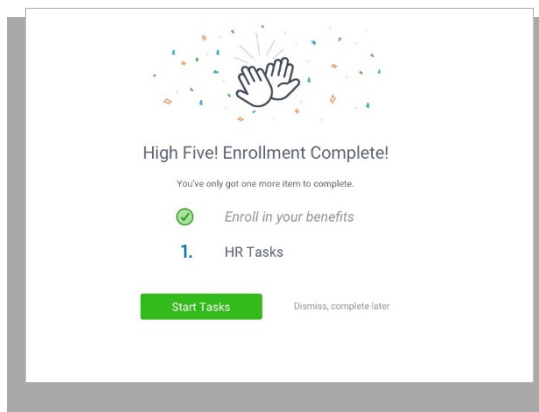 High Five! Enrollment Complete!
You've only got one more item to complete.
Enroll in your benefits
1. HR Tasks
Start Tasks Dismiss, complete later